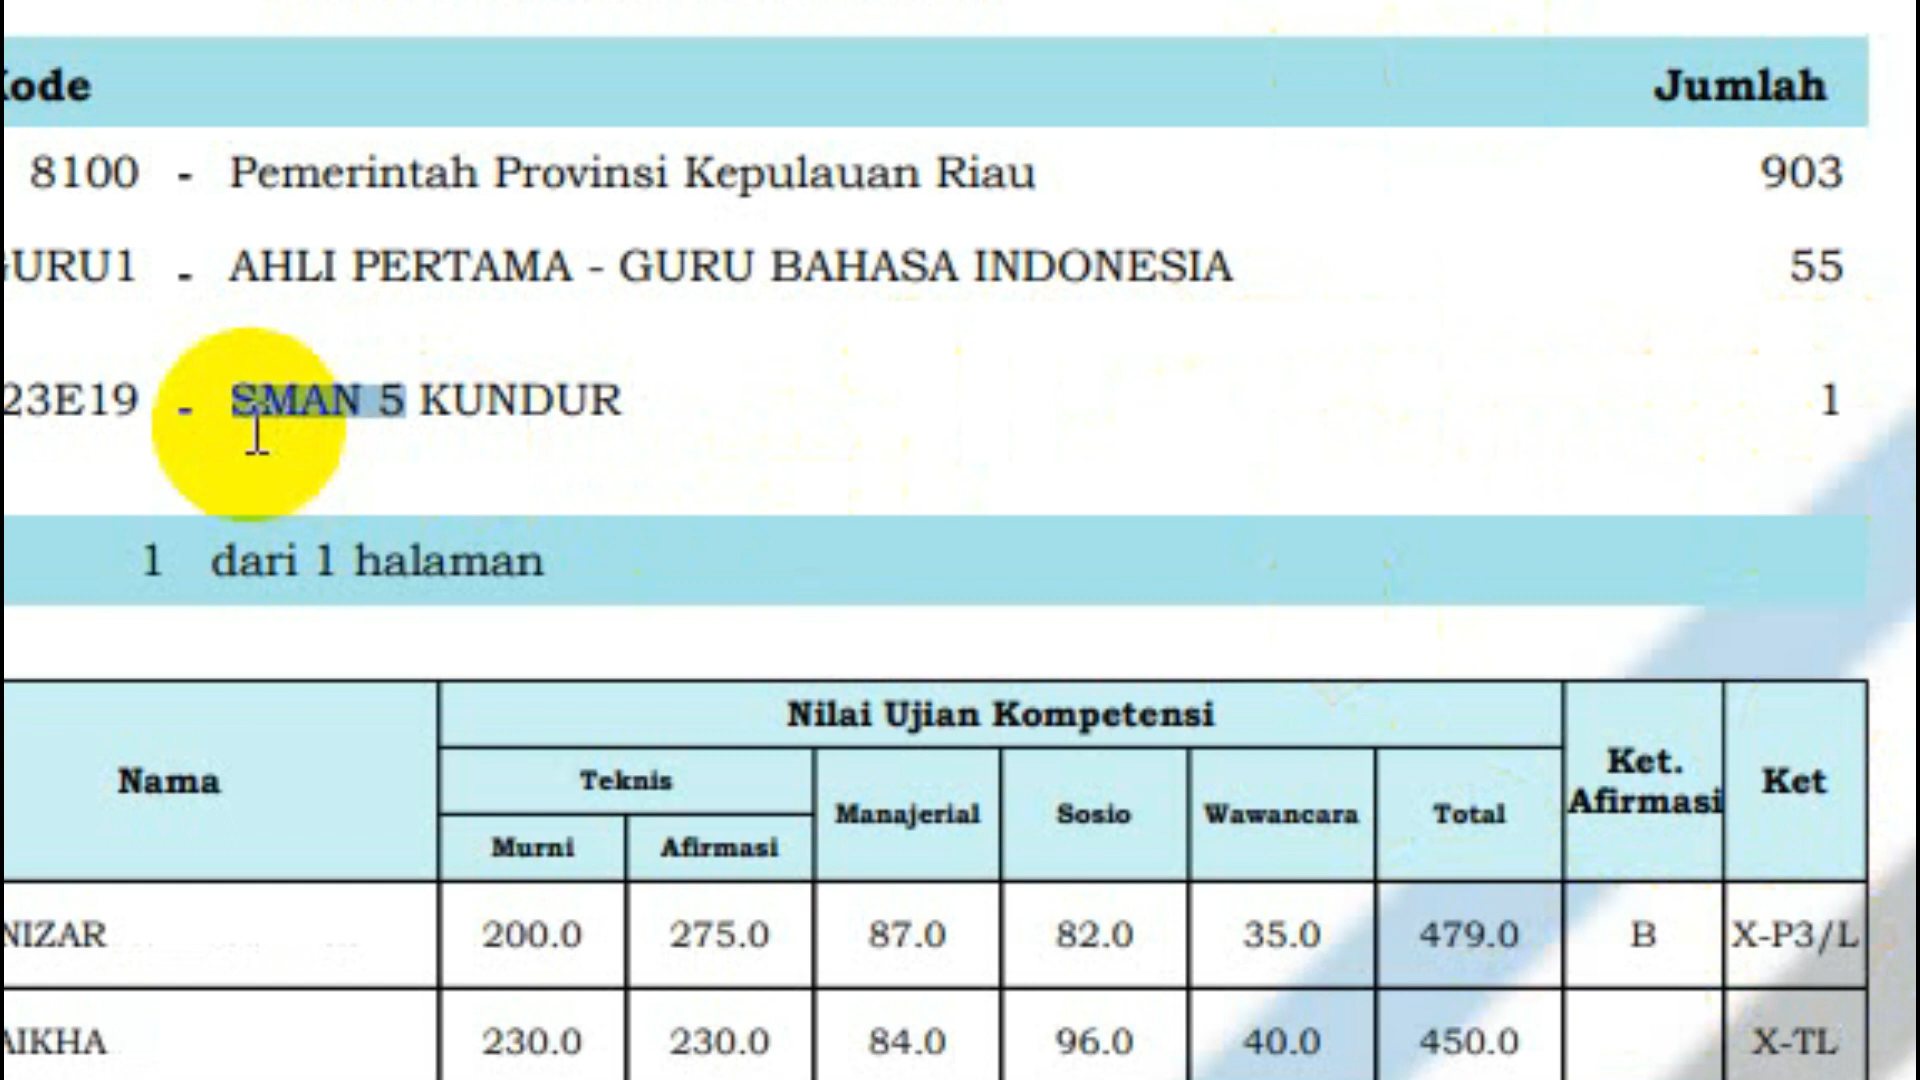 Kode Jumlah
8100 - Pemerintah Provinsi Kepulauan Riau 903
GURU1 - AHLI PERTAMA - GURU BAHASA INDONESIA 55
23E19 - SMAN 5 KUNDUR 1
1 dari 1 halaman
Nama Nilai Ujian Kompetensi Ket. Afirmasi Ket
Teknis Manajerial Sosio Wawancara Total
Murni Afirmasi
NIZAR 200.0 275.0 87.0 82.0 35.0 479.0 B X-P3/L
AIKHA 230.0 230.0 84.0 96.0 40.0 450.0 X-TL